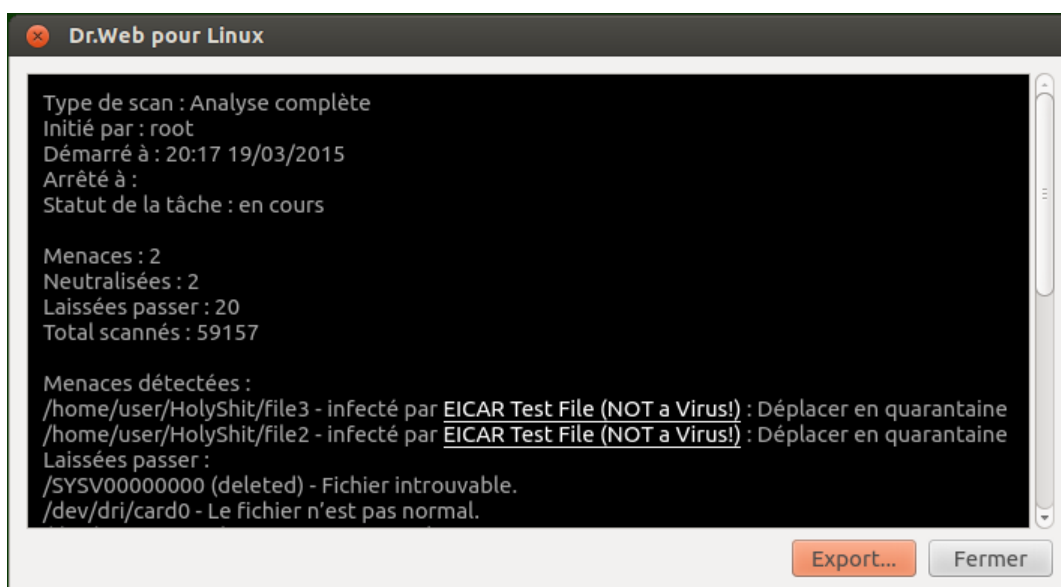 Dr.Web pour Linux
Type de scan : Analyse complète
Initié par : root
Démarré à : 20:17 19/03/2015
Arrêté à :
Statut de la tâche : en cours
Menaces : 2
Neutralisées : 2
Laissées passer : 20
Total scannés : 59157
Menaces détectées :
/home/user/HolyShit/file3 - infecté par EICAR Test File (NOT a Virus!) : Déplacer en quarantaine
/home/user/HolyShit/file2 - infecté par EICAR Test File (NOT a Virus!) : Déplacer en quarantaine
Laissées passer :
/SYSV00000000 (deleted) - Fichier introuvable.
/dev/dri/card0 - Le fichier n’est pas normal.
Export... Fermer